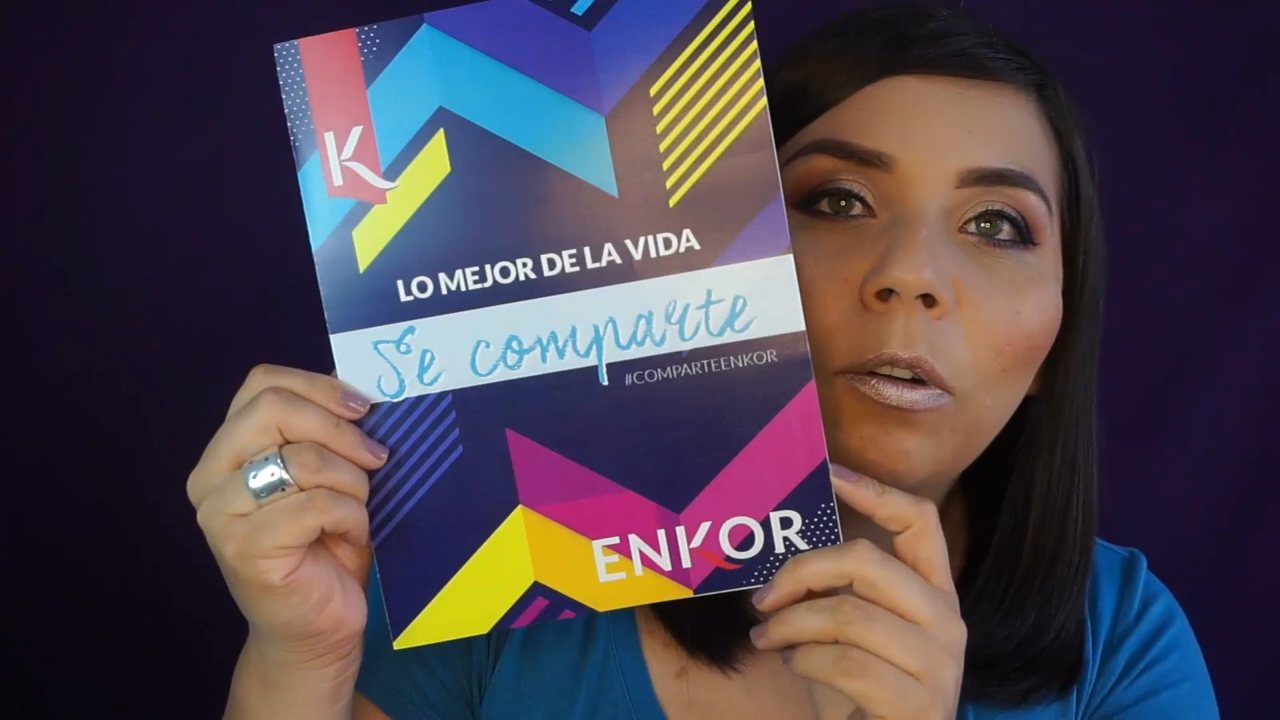 K
LO MEJOR DE LA VIDA
Se comparte
#COMPARTEENKOR
ENKOR